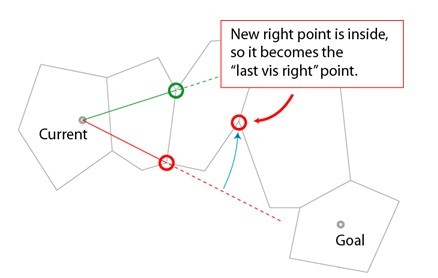 New right point is inside,
so it becomes the
“last vis right” point.
Current
Goal